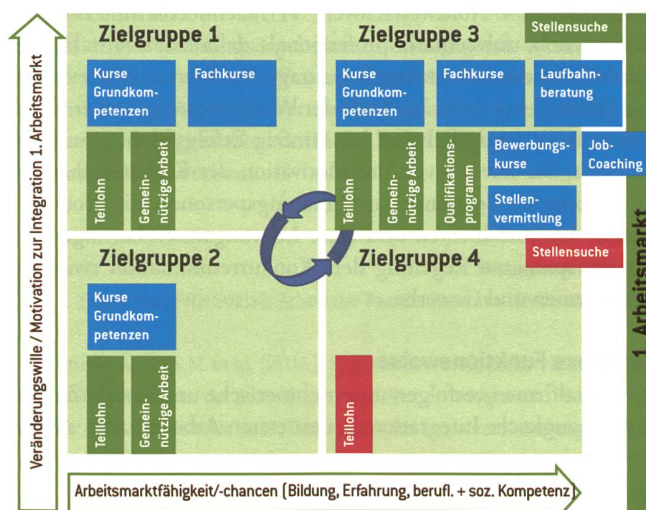 Veränderungswille / Motivation zur Integration 1. Arbeitsmarkt
Zielgruppe 1
Kurse
Grundkom-
petenzen
Fachkurse
Teillohn
Gemein-
nützige Arbeit
Zielgruppe 3
Stellensuche
Kurse
Grundkom-
petenzen
Fachkurse
Laufbahn-
beratung
Teillohn
Gemein-
nützige Arbeit
Qualifikations-
programm
Bewerbungs-
kurse
Job-
Coaching
Stellen-
vermittlung
Zielgruppe 2
Kurse
Grundkom-
petenzen
Teillohn
Gemein-
nützige Arbeit
Zielgruppe 4
Stellensuche
Teillohn
1. Arbeitsmarkt
Arbeitsmarktfähigkeit/-chancen (Bildung, Erfahrung, berufl. + soz. Kompetenz)